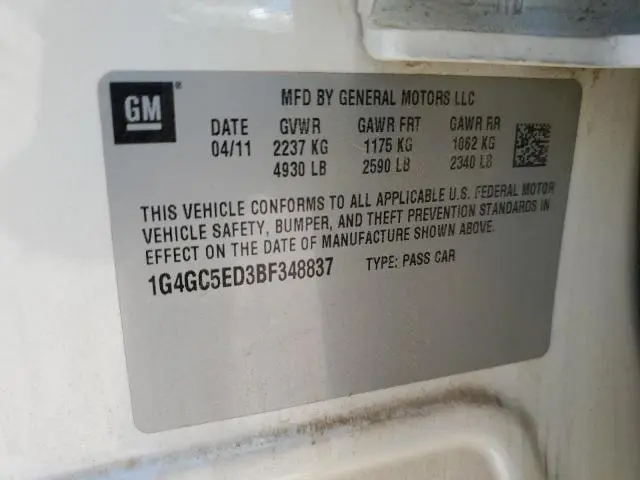 GM®
MFD BY GENERAL MOTORS LLC
DATE GVWR GAWR FRT GAWR RR
04/11 2237 KG 1175 KG 1062 KG
4930 LB 2590 LB 2340 LB
THIS VEHICLE CONFORMS TO ALL APPLICABLE U.S. FEDERAL MOTOR
VEHICLE SAFETY, BUMPER, AND THEFT PREVENTION STANDARDS IN
EFFECT ON THE DATE OF MANUFACTURE SHOWN ABOVE.
1G4GC5ED3BF348837 TYPE: PASS CAR